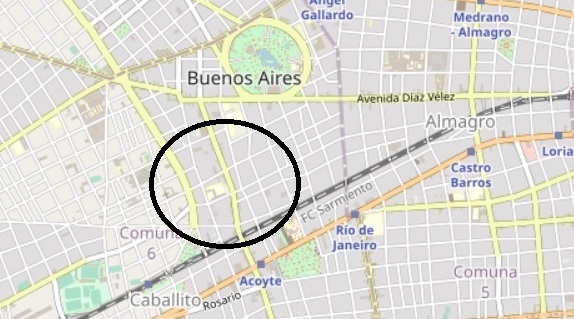 Angel
Gallardo
Medrano
- Almagro
Buenos Aires
Avenida Díaz Vélez
Almagro
Loria
Castro
Barros
FC Sarmiento
Río de
Janeiro
Comuna
6
Acoyte
Comuna
5
Caballito
Rosario